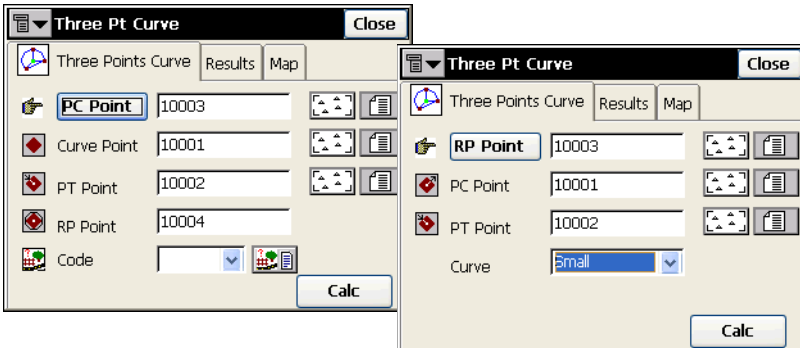 Three Pt Curve Close
Three Points Curve Results Map
PC Point 10003
Curve Point 10001
PT Point 10002
RP Point 10004
Code
Calc
Three Pt Curve Close
Three Points Curve Results Map
RP Point 10003
PC Point 10001
PT Point 10002
Curve Small
Calc